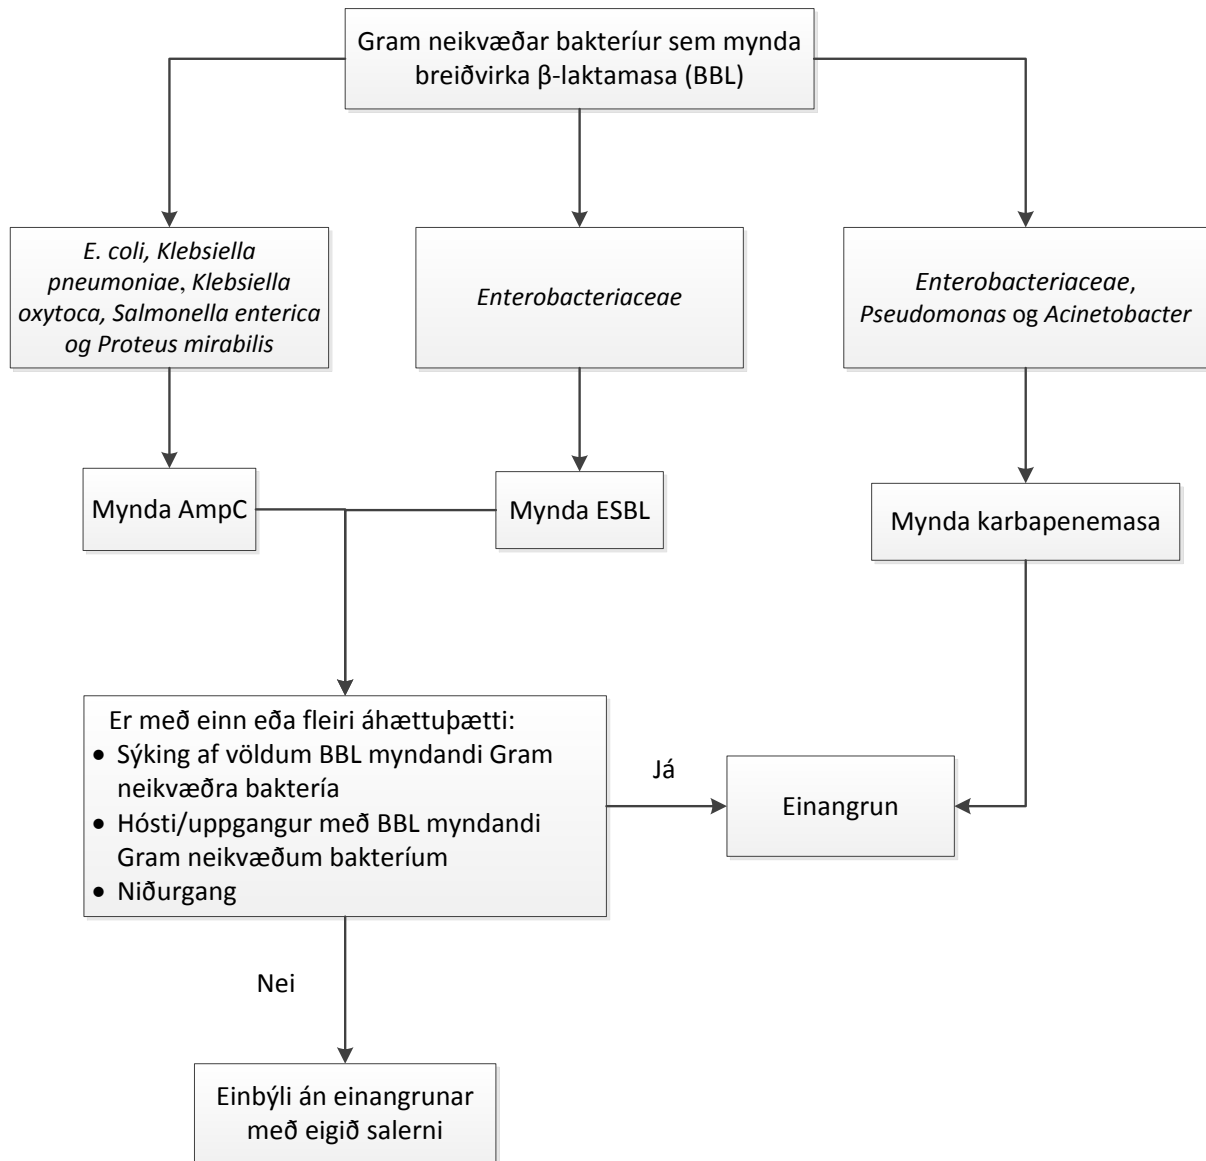 Gram neikvæðar bakteríur sem mynda
breiðvirka β-laktamasa (BBL)
E. coli, Klebsiella
pneumoniae, Klebsiella
oxytoca, Salmonella enterica
og Proteus mirabilis
Enterobacteriaceae
Enterobacteriaceae,
Pseudomonas og Acinetobacter
Mynda AmpC
Mynda ESBL
Mynda karbapenemasa
Er með einn eða fleiri áhættuþætti:
• Sýking af völdum BBL myndandi Gram
neikvæðra baktería
• Hósti/uppgangur með BBL myndandi
Gram neikvæðum bakteríum
• Niðurgang
Já
Einangrun
Nei
Einbýli án einangrunar
með eigið salerni